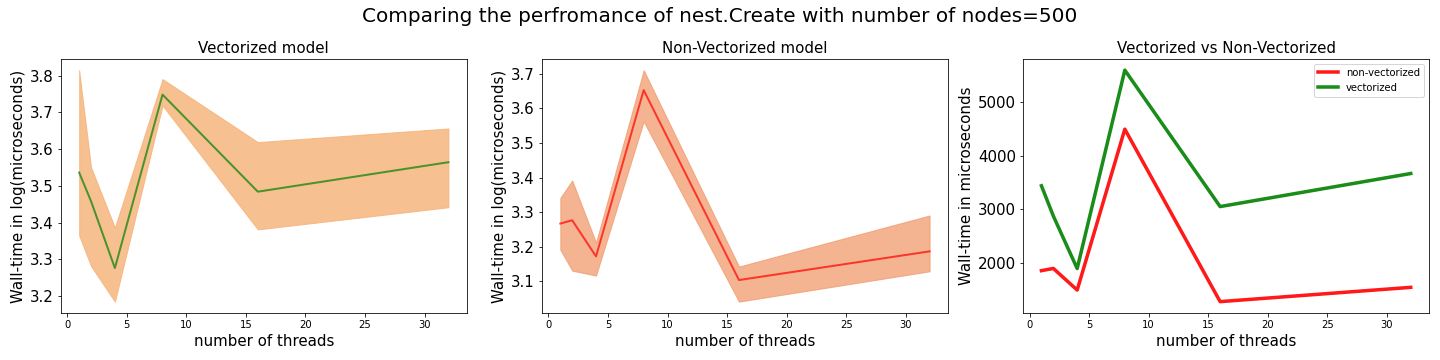 Comparing the perfromance of nest.Create with number of nodes=500
Vectorized model
Wall-time in log(microseconds)
3.8
3.7
3.6
3.5
3.4
3.3
3.2
0 5 10 15 20 25 30
number of threads
Non-Vectorized model
Wall-time in log(microseconds)
3.7
3.6
3.5
3.4
3.3
3.2
3.1
0 5 10 15 20 25 30
number of threads
Vectorized vs Non-Vectorized
Wall-time in microseconds
5000
4000
3000
2000
non-vectorized
vectorized
0 5 10 15 20 25 30
number of threads